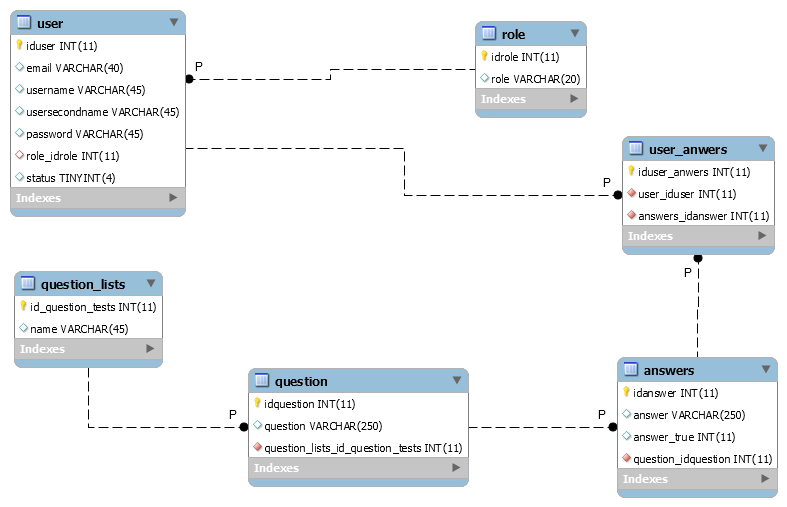 user
iduser INT(11)
email VARCHAR(40)
username VARCHAR(45)
usersecondname VARCHAR(45)
password VARCHAR(45)
role_idrole INT(11)
status TINYINT(4)
Indexes
P
role
idrole INT(11)
role VARCHAR(20)
Indexes
P
user_anwers
iduser_anwers INT(11)
user_iduser INT(11)
answers_idanswer INT(11)
Indexes
P
question_lists
id_question_tests INT(11)
name VARCHAR(45)
Indexes
P
question
idquestion INT(11)
question VARCHAR(250)
question_lists_id_question_tests INT(11)
Indexes
P
answers
idanswer INT(11)
answer VARCHAR(250)
answer_true INT(11)
question_idquestion INT(11)
Indexes